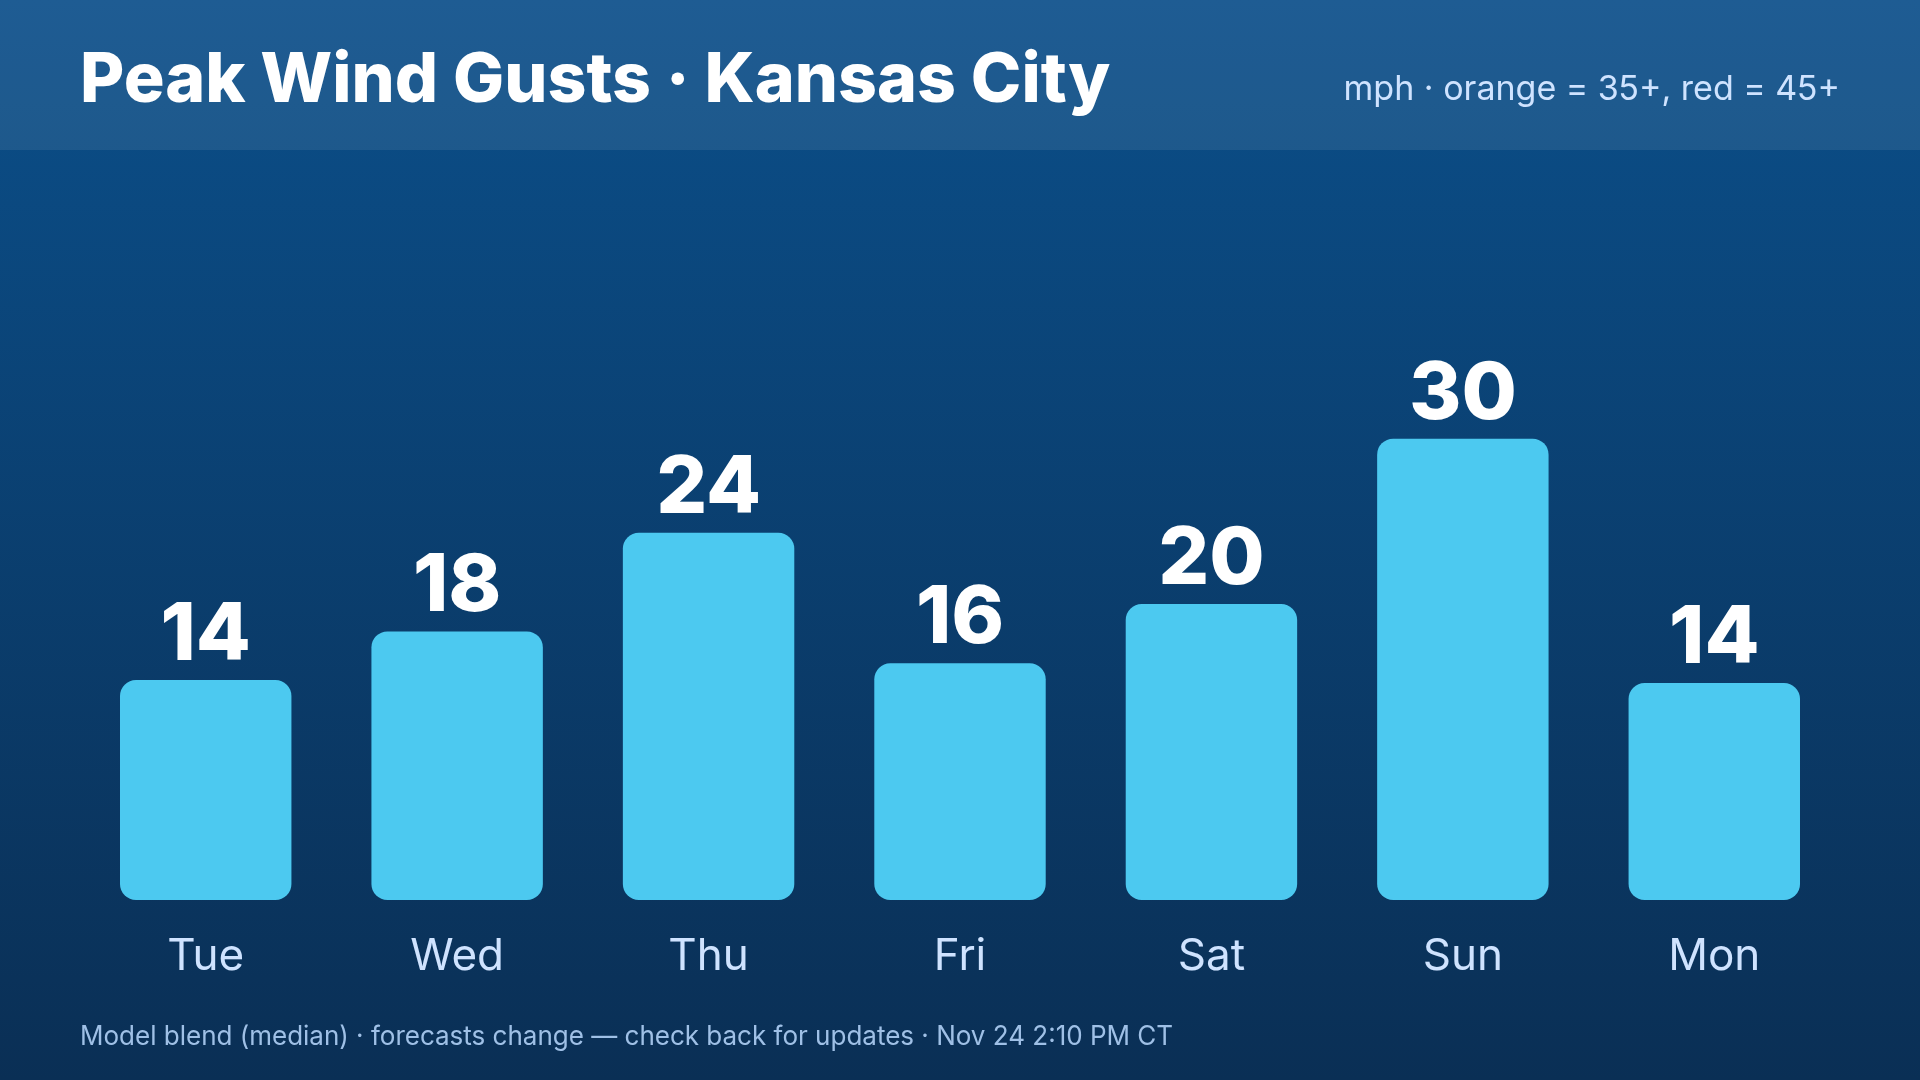 Peak Wind Gusts · Kansas City
mph · orange = 35+, red = 45+
14
18
24
16
20
30
14
Tue
Wed
Thu
Fri
Sat
Sun
Mon
Model blend (median) · forecasts change — check back for updates · Nov 24 2:10 PM CT